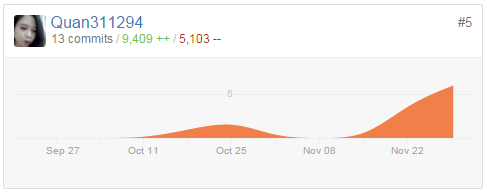 Quan311294 #5
13 commits / 9,409 ++ / 5,103 --
5
Sep 27 Oct 11 Oct 25 Nov 08 Nov 22